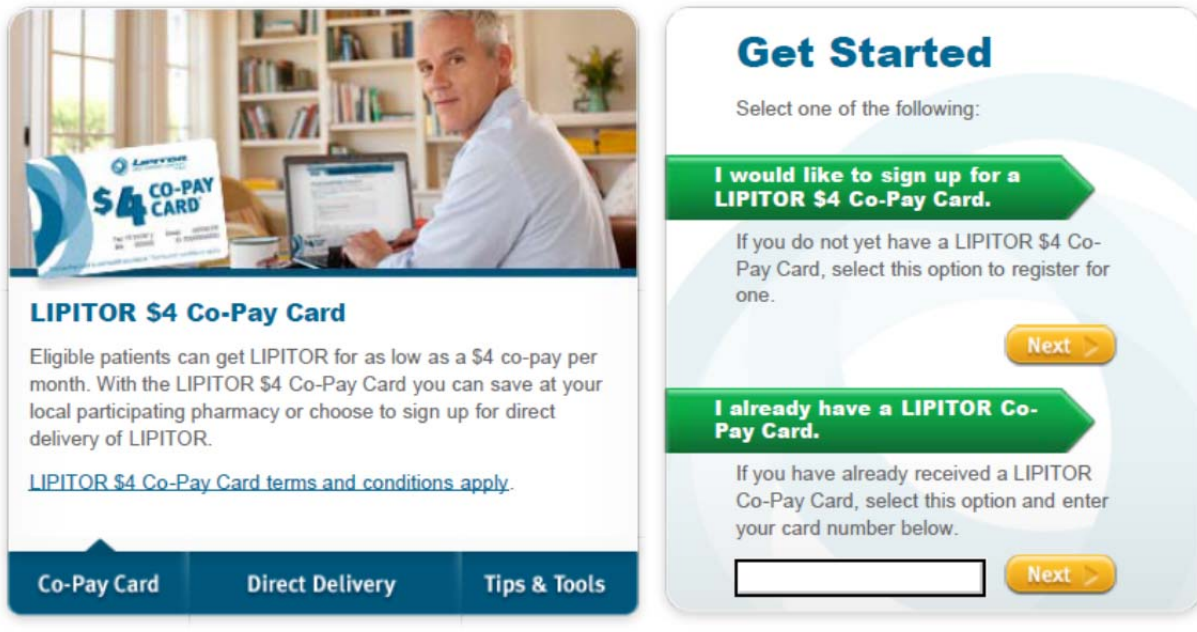 LIPITOR
$4 CO-PAY
CARD
LIPITOR $4 Co-Pay Card
Eligible patients can get LIPITOR for as low as a $4 co-pay per
month. With the LIPITOR $4 Co-Pay Card you can save at your
local participating pharmacy or choose to sign up for direct
delivery of LIPITOR.
LIPITOR $4 Co-Pay Card terms and conditions apply.
Co-Pay Card
Direct Delivery
Tips & Tools
Get Started
Select one of the following:
I would like to sign up for a
LIPITOR $4 Co-Pay Card.
If you do not yet have a LIPITOR $4 Co-
Pay Card, select this option to register for
one.
Next
I already have a LIPITOR Co-
Pay Card.
If you have already received a LIPITOR
Co-Pay Card, select this option and enter
your card number below.
Next